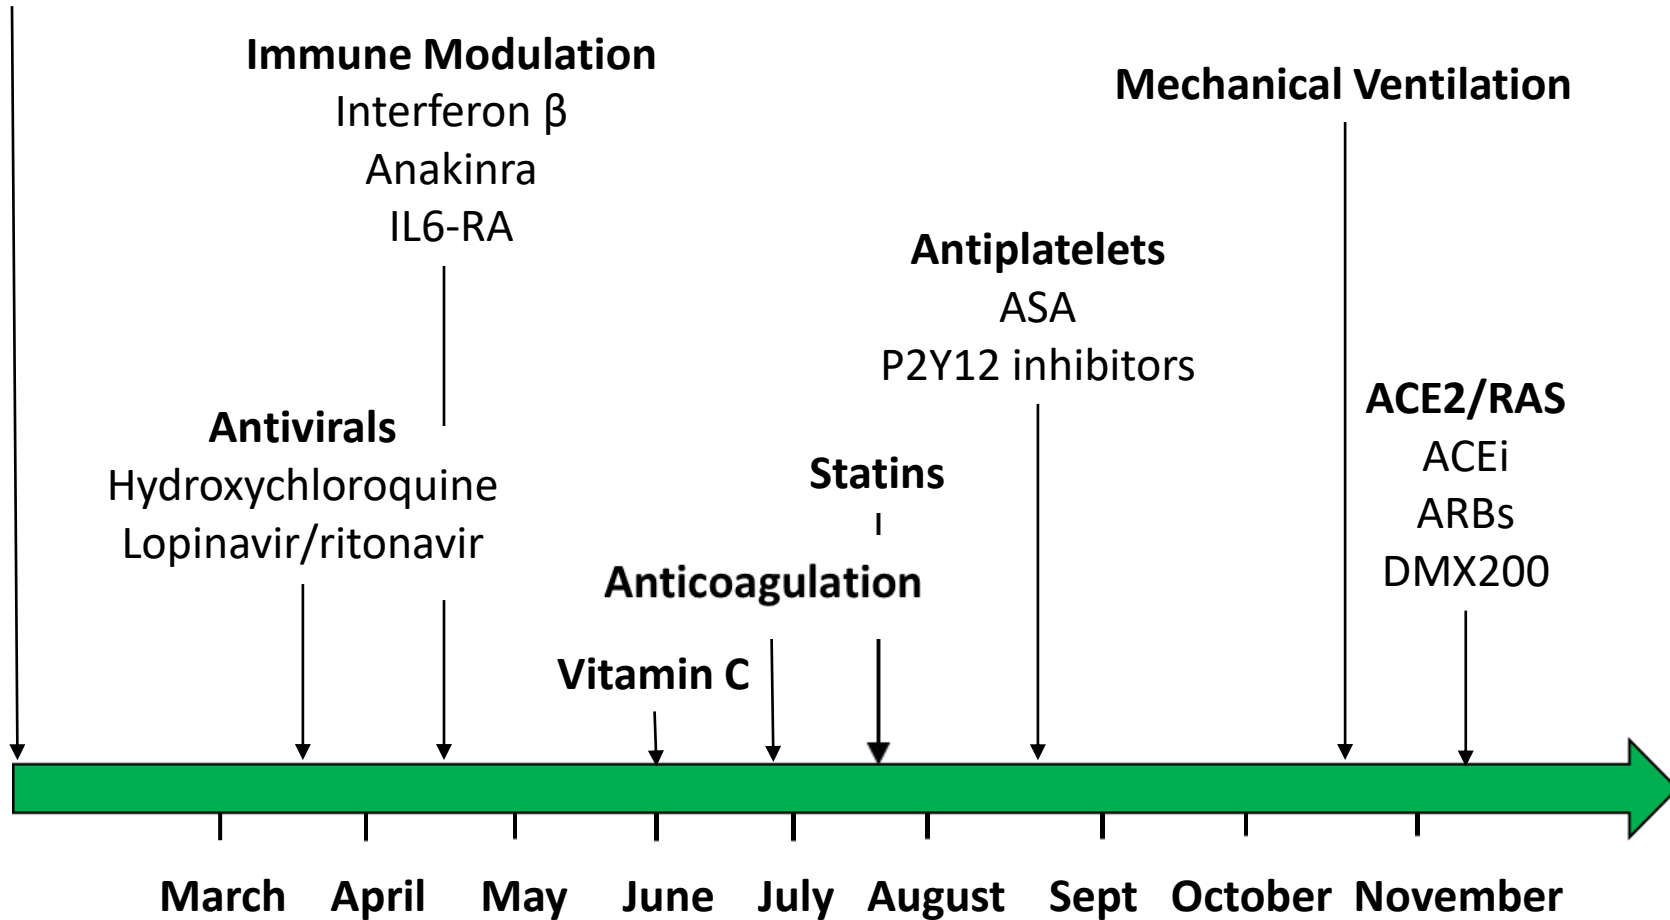 Immune Modulation
Interferon β
Anakinra
IL6-RA
Mechanical Ventilation
Antiplatelets
ASA
P2Y12 inhibitors
ACE2/RAS
ACEi
ARBs
DMX200
Antivirals
Hydroxychloroquine
Lopinavir/ritonavir
Statins
Anticoagulation
Vitamin C
March April May June July August Sept October November